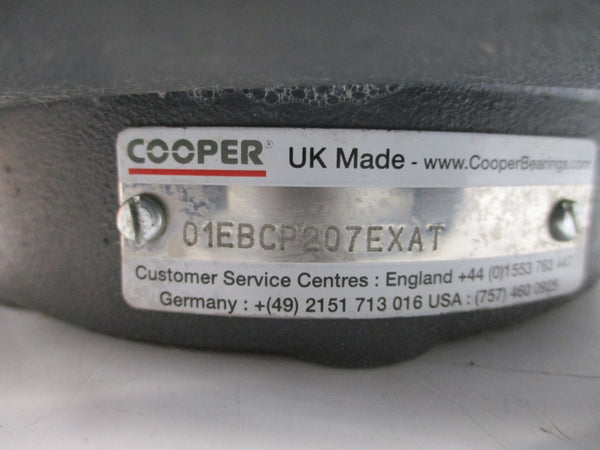 COOPER® UK Made - www.CooperBearings.com
01EBCP207EXAT
Customer Service Centres : England +44 (0)1553 763 447
Germany : +(49) 2151 713 016 USA : (757) 460 0925